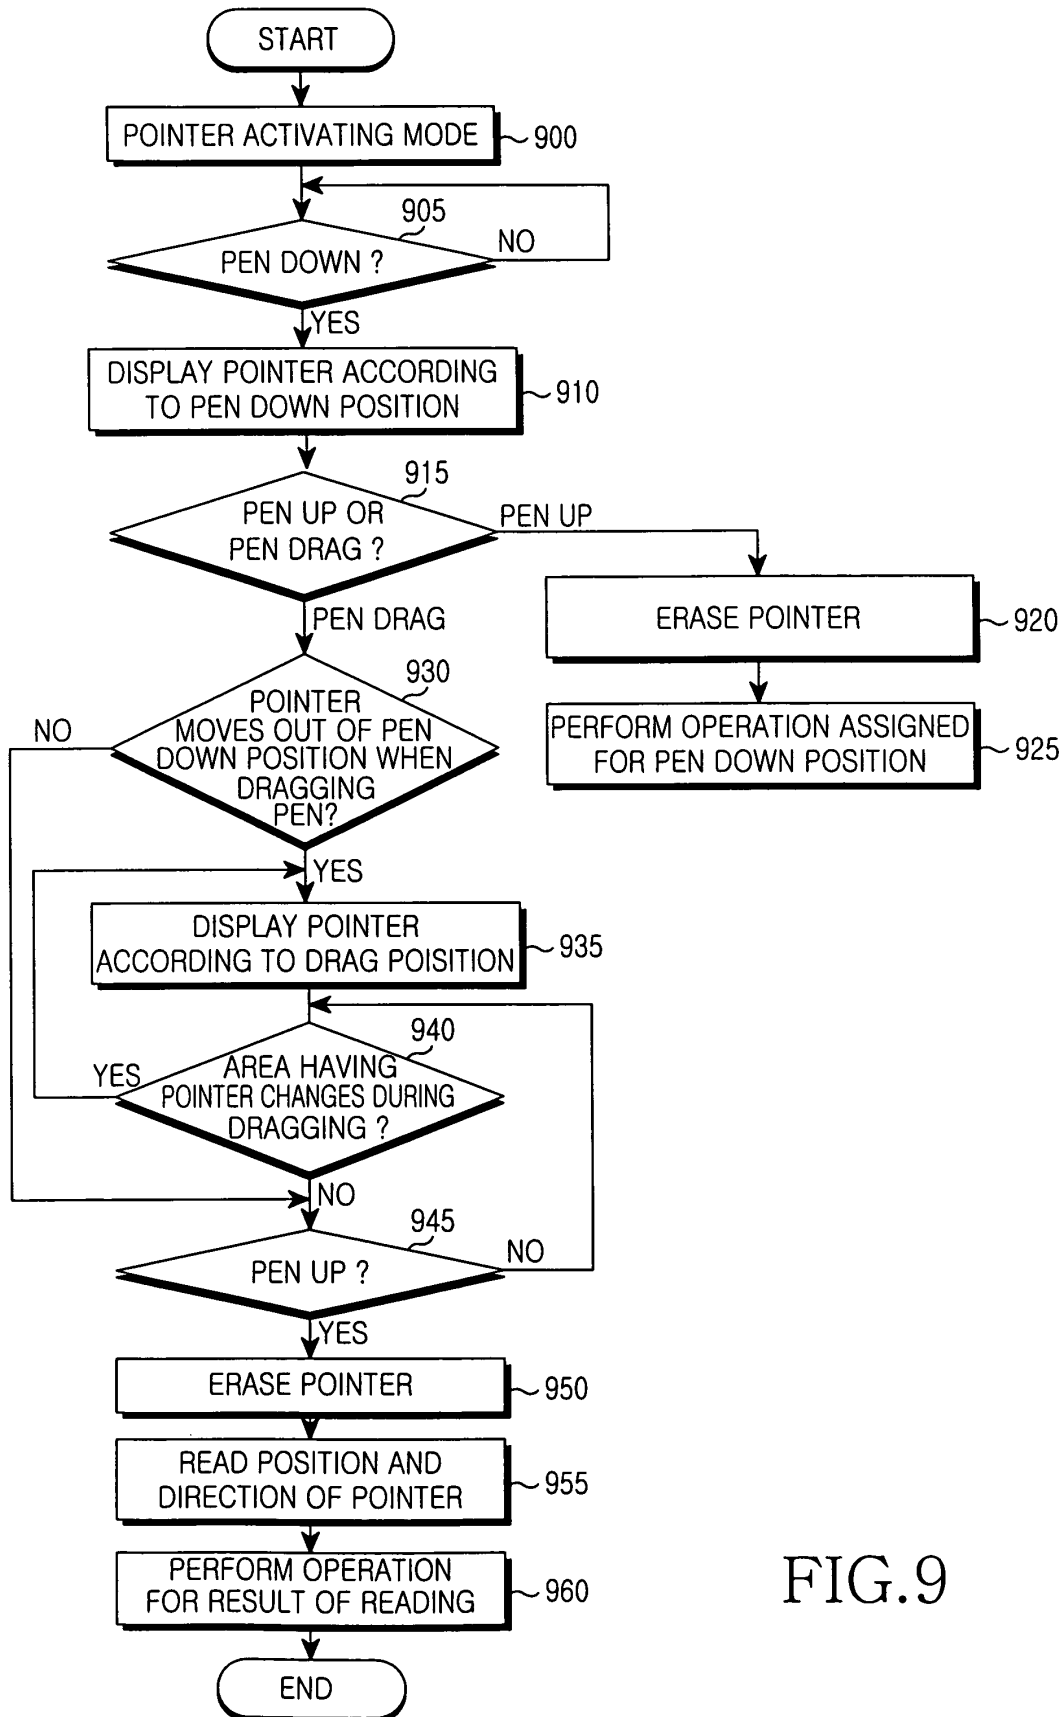 START
POINTER ACTIVATING MODE
900
905
PEN DOWN ?
NO
YES
DISPLAY POINTER ACCORDING
TO PEN DOWN POSITION
910
915
PEN UP OR
PEN DRAG ?
PEN UP
PEN DRAG
ERASE POINTER
920
PERFORM OPERATION ASSIGNED
FOR PEN DOWN POSITION
925
930
POINTER
MOVES OUT OF PEN
DOWN POSITION WHEN
DRAGGING
PEN?
NO
YES
DISPLAY POINTER
ACCORDING TO DRAG POISITION
935
940
AREA HAVING
POINTER CHANGES DURING
DRAGGING ?
YES
NO
945
PEN UP ?
NO
YES
ERASE POINTER
950
READ POSITION AND
DIRECTION OF POINTER
955
PERFORM OPERATION
FOR RESULT OF READING
960
END
FIG.9